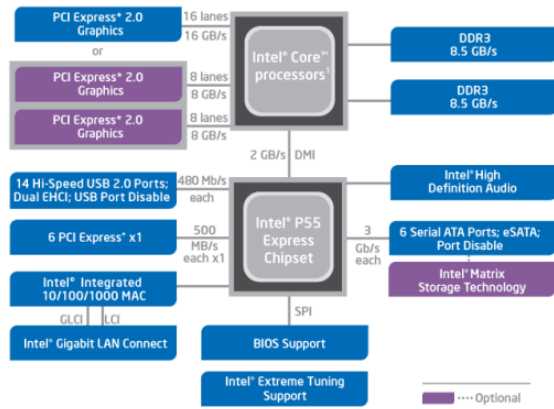 PCI Express* 2.0
Graphics
16 lanes
16 GB/s
or
PCI Express* 2.0
Graphics
8 lanes
8 GB/s
PCI Express* 2.0
Graphics
8 lanes
8 GB/s
Intel® Core™
processors¹
DDR3
8.5 GB/s
DDR3
8.5 GB/s
2 GB/s
DMI
14 Hi-Speed USB 2.0 Ports;
Dual EHCI; USB Port Disable
480 Mb/s
each
Intel® High
Definition Audio
6 PCI Express* x1
500
MB/s
each x1
Intel® P55
Express
Chipset
3
Gb/s
each
6 Serial ATA Ports; eSATA;
Port Disable
Intel® Matrix
Storage Technology
Intel® Integrated
10/100/1000 MAC
GLCI
LCI
Intel® Gigabit LAN Connect
SPI
BIOS Support
Intel® Extreme Tuning
Support
Optional